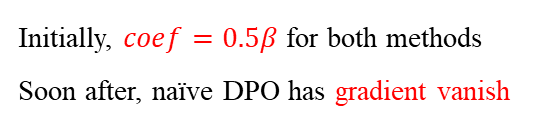 Initially, coef = 0.5β for both methods
Soon after, naïve DPO has gradient vanish